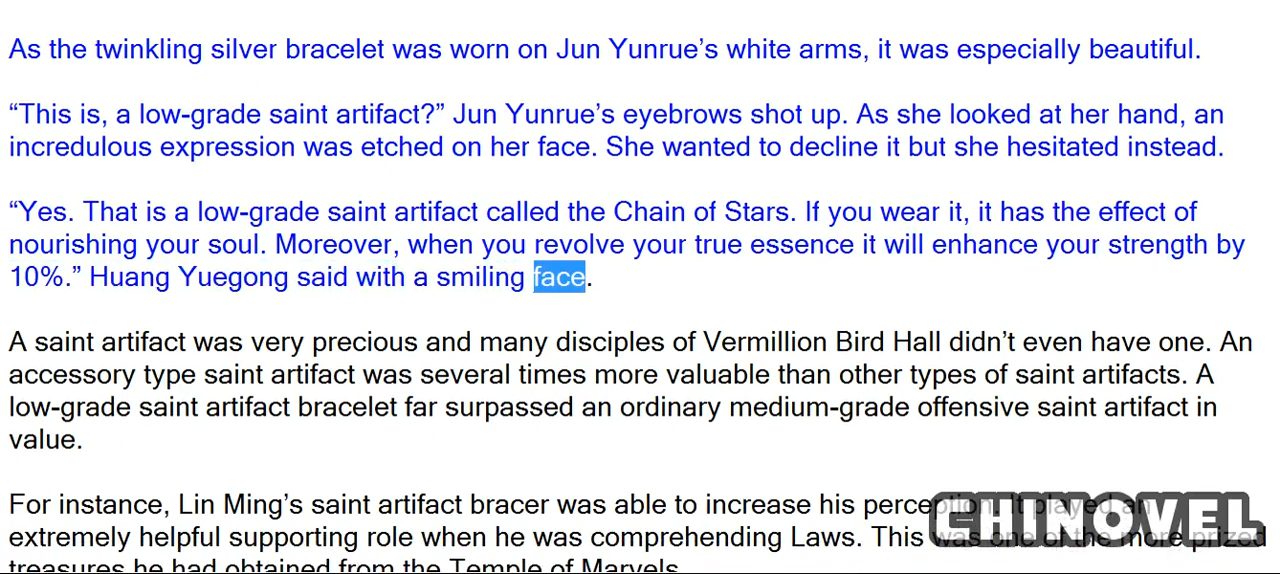 As the twinkling silver bracelet was worn on Jun Yunrue’s white arms, it was especially beautiful.
“This is, a low-grade saint artifact?” Jun Yunrue’s eyebrows shot up. As she looked at her hand, an
incredulous expression was etched on her face. She wanted to decline it but she hesitated instead.
“Yes. That is a low-grade saint artifact called the Chain of Stars. If you wear it, it has the effect of
nourishing your soul. Moreover, when you revolve your true essence it will enhance your strength by
10%.” Huang Yuegong said with a smiling face.
A saint artifact was very precious and many disciples of Vermillion Bird Hall didn’t even have one. An
accessory type saint artifact was several times more valuable than other types of saint artifacts. A
low-grade saint artifact bracelet far surpassed an ordinary medium-grade offensive saint artifact in
value.
For instance, Lin Ming’s saint artifact bracer was able to increase his perception. It played an
extremely helpful supporting role when he was comprehending Laws. This was one of the more prized
treasures he had obtained from the Temple of Marvels.
CHINOVEL